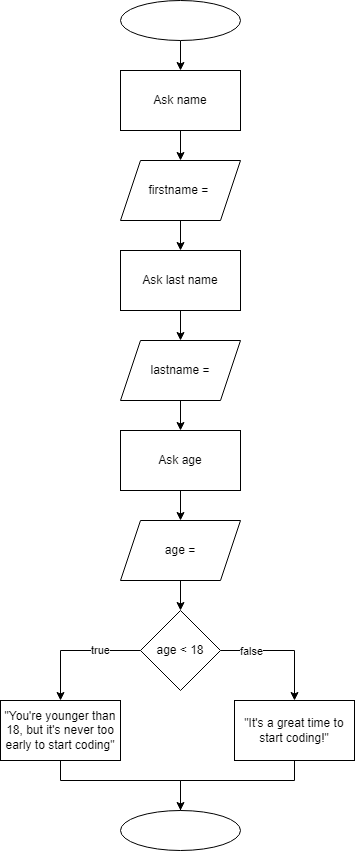 Ask name
firstname =
Ask last name
lastname =
Ask age
age =
age < 18
true
false
"You're younger than
18, but it's never too
early to start coding"
"It's a great time to
start coding!"